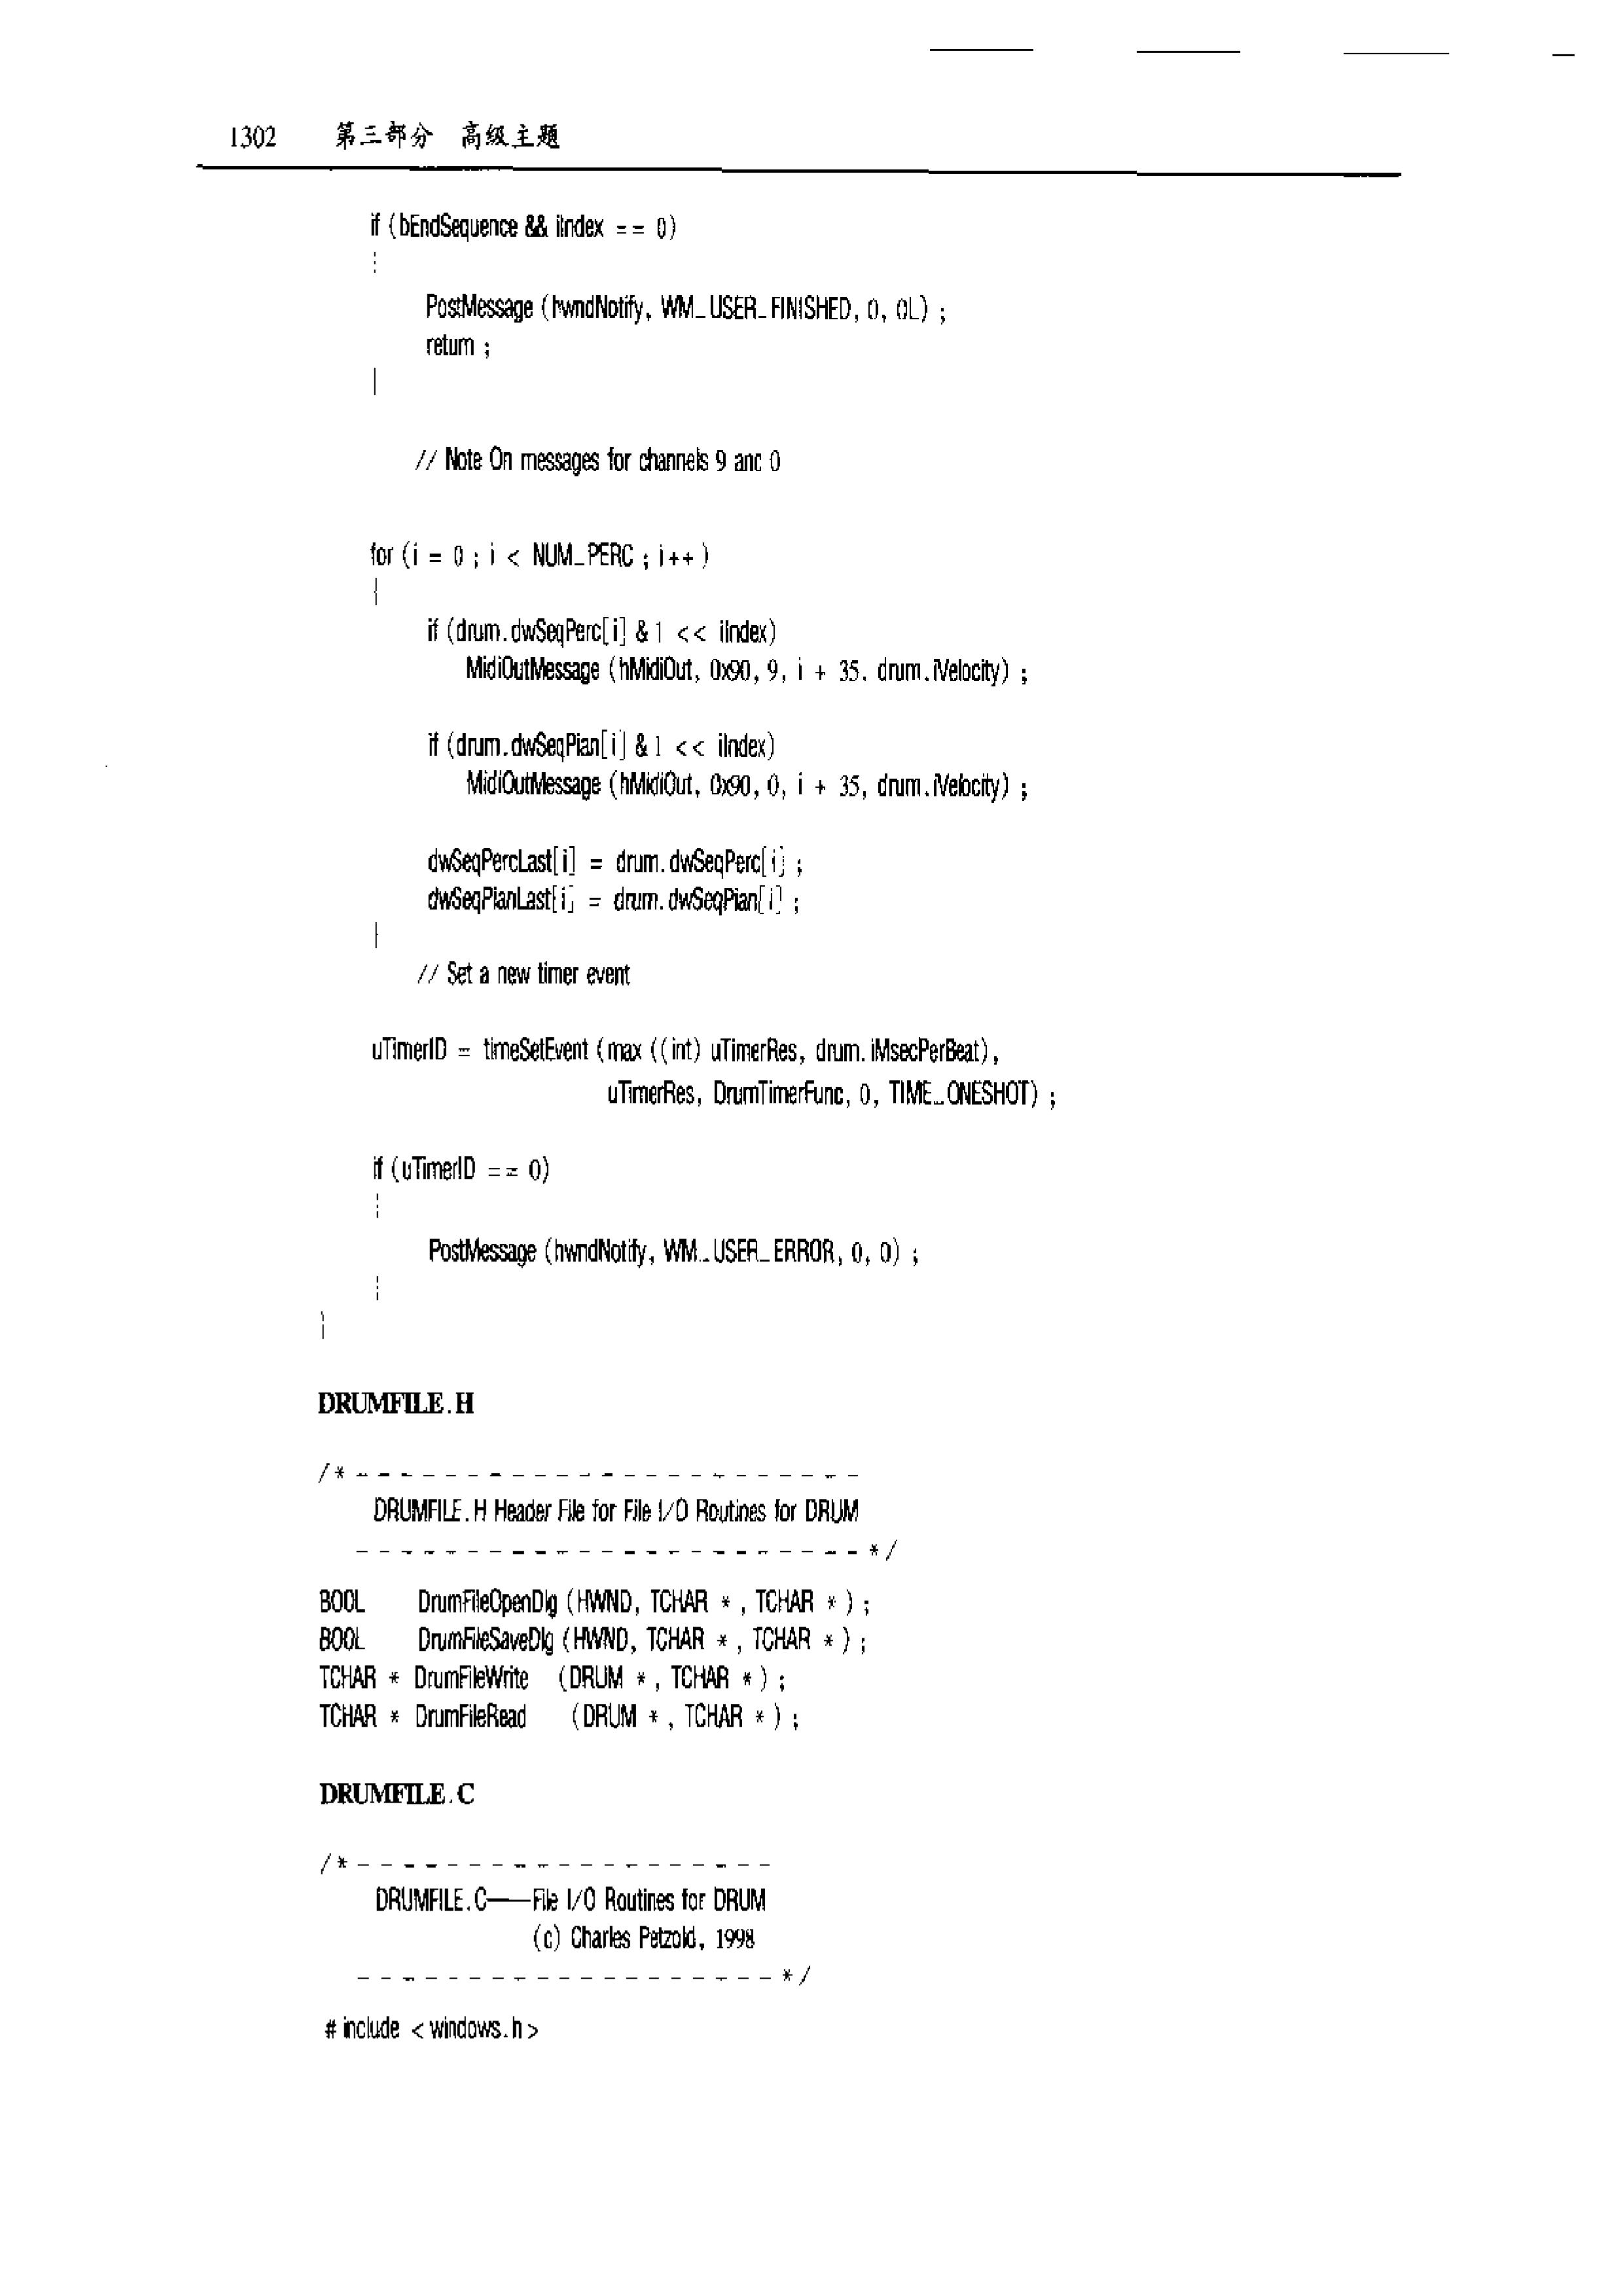 1302 第三部分 高级主题
if (bEndSequence && iIndex == 0)
{
PostMessage (hwndNotify, WM_USER_FINISHED, 0, 0L) ;
return ;
}
// Note On messages for channels 9 and 0
for (i = 0 ; i < NUM_PERC ; i++ )
{
if (drum.dwSeqPerc[i] & 1 << iIndex)
MidiOutMessage (hMidiOut, 0x90, 9, i + 35, drum.iVelocity) ;
if (drum.dwSeqPian[i] & 1 << iIndex)
MidiOutMessage (hMidiOut, 0x90, 0, i + 35, drum.iVelocity) ;
dwSeqPercLast[i] = drum.dwSeqPerc[i] ;
dwSeqPianLast[i] = drum.dwSeqPian[i] ;
}
// Set a new timer event
uTimerID = timeSetEvent (max ((int) uTimerRes, drum.iMsecPerBeat),
uTimerRes, DrumTimerFunc, 0, TIME_ONESHOT) ;
if (uTimerID == 0)
{
PostMessage (hwndNotify, WM_USER_ERROR, 0, 0) ;
}
}
DRUMFILE.H
/* - - - - - - - - - - - - - - - - - - - - - - -
DRUMFILE.H Header File for File I/O Routines for DRUM
- - - - - - - - - - - - - - - - - - - - - - - */
BOOL DrumFileOpenDlg (HWND, TCHAR * , TCHAR * ) ;
BOOL DrumFileSaveDlg (HWND, TCHAR * , TCHAR * ) ;
TCHAR * DrumFileWrite (DRUM * , TCHAR * ) ;
TCHAR * DrumFileRead (DRUM * , TCHAR * ) ;
DRUMFILE.C
/* - - - - - - - - - - - - - - - - - - -
DRUMFILE.C——File I/O Routines for DRUM
(c) Charles Petzold, 1998
- - - - - - - - - - - - - - - - - - - */
# include < windows.h >